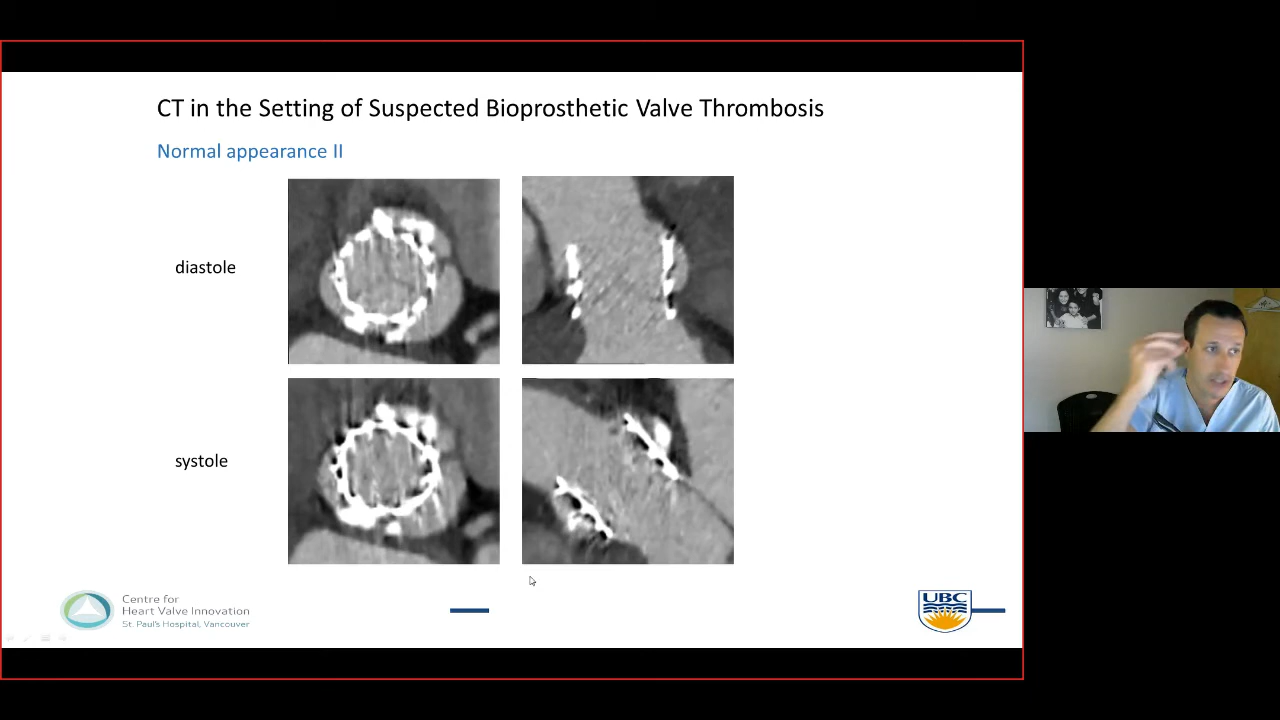 CT in the Setting of Suspected Bioprosthetic Valve Thrombosis
Normal appearance II
diastole
systole
Centre for
Heart Valve Innovation
St. Paul's Hospital, Vancouver
UBC